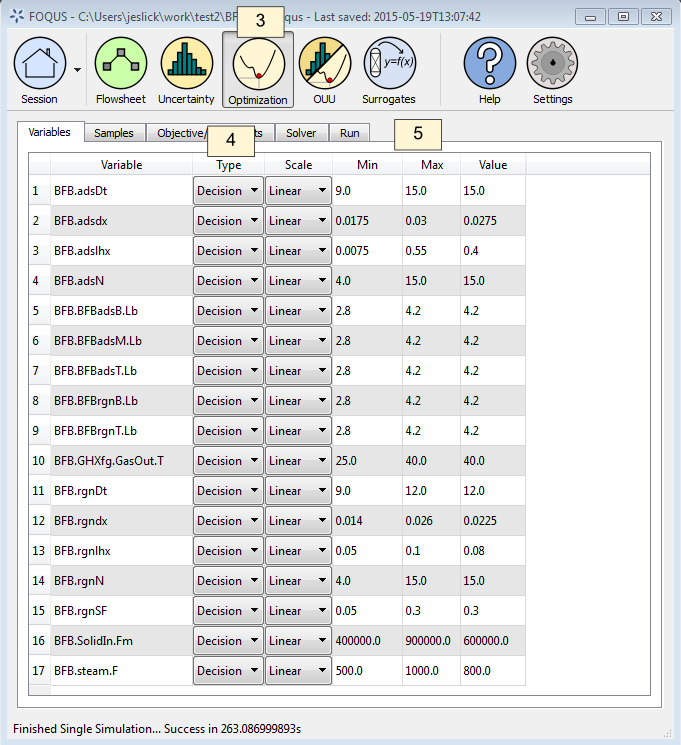 FOQUS - C:\Users\jeslick\work\test2\BF oqus - Last saved: 2015-05-19T13:07:42
3
y=f(x)
?
Session Flowsheet Uncertainty Optimization OUU Surrogates Help Settings
Variables Samples Objective/ ts Solver Run
4 5
Variable Type Scale Min Max Value
1 BFB.adsDt Decision Linear 9.0 15.0 15.0
2 BFB.adsdx Decision Linear 0.0175 0.03 0.0275
3 BFB.adslhx Decision Linear 0.0075 0.55 0.4
4 BFB.adsN Decision Linear 4.0 15.0 15.0
5 BFB.BFBadsB.Lb Decision Linear 2.8 4.2 4.2
6 BFB.BFBadsM.Lb Decision Linear 2.8 4.2 4.2
7 BFB.BFBadsT.Lb Decision Linear 2.8 4.2 4.2
8 BFB.BFBrgnB.Lb Decision Linear 2.8 4.2 4.2
9 BFB.BFBrgnT.Lb Decision Linear 2.8 4.2 4.2
10 BFB.GHXfg.GasOut.T Decision Linear 25.0 40.0 40.0
11 BFB.rgnDt Decision Linear 9.0 12.0 12.0
12 BFB.rgndx Decision Linear 0.014 0.026 0.0225
13 BFB.rgnlhx Decision Linear 0.05 0.1 0.08
14 BFB.rgnN Decision Linear 4.0 15.0 15.0
15 BFB.rgnSF Decision Linear 0.05 0.3 0.3
16 BFB.SolidIn.Fm Decision Linear 400000.0 900000.0 600000.0
17 BFB.steam.F Decision Linear 500.0 1000.0 800.0
Finished Single Simulation... Success in 263.086999893s